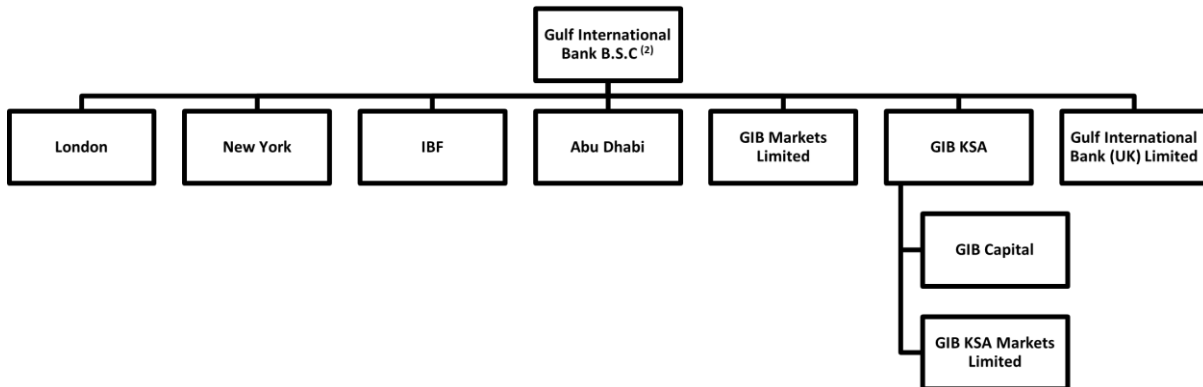 Gulf International
Bank B.S.C (2)
London
New York
IBF
Abu Dhabi
GIB Markets
Limited
GIB KSA
Gulf International
Bank (UK) Limited
GIB Capital
GIB KSA Markets
Limited